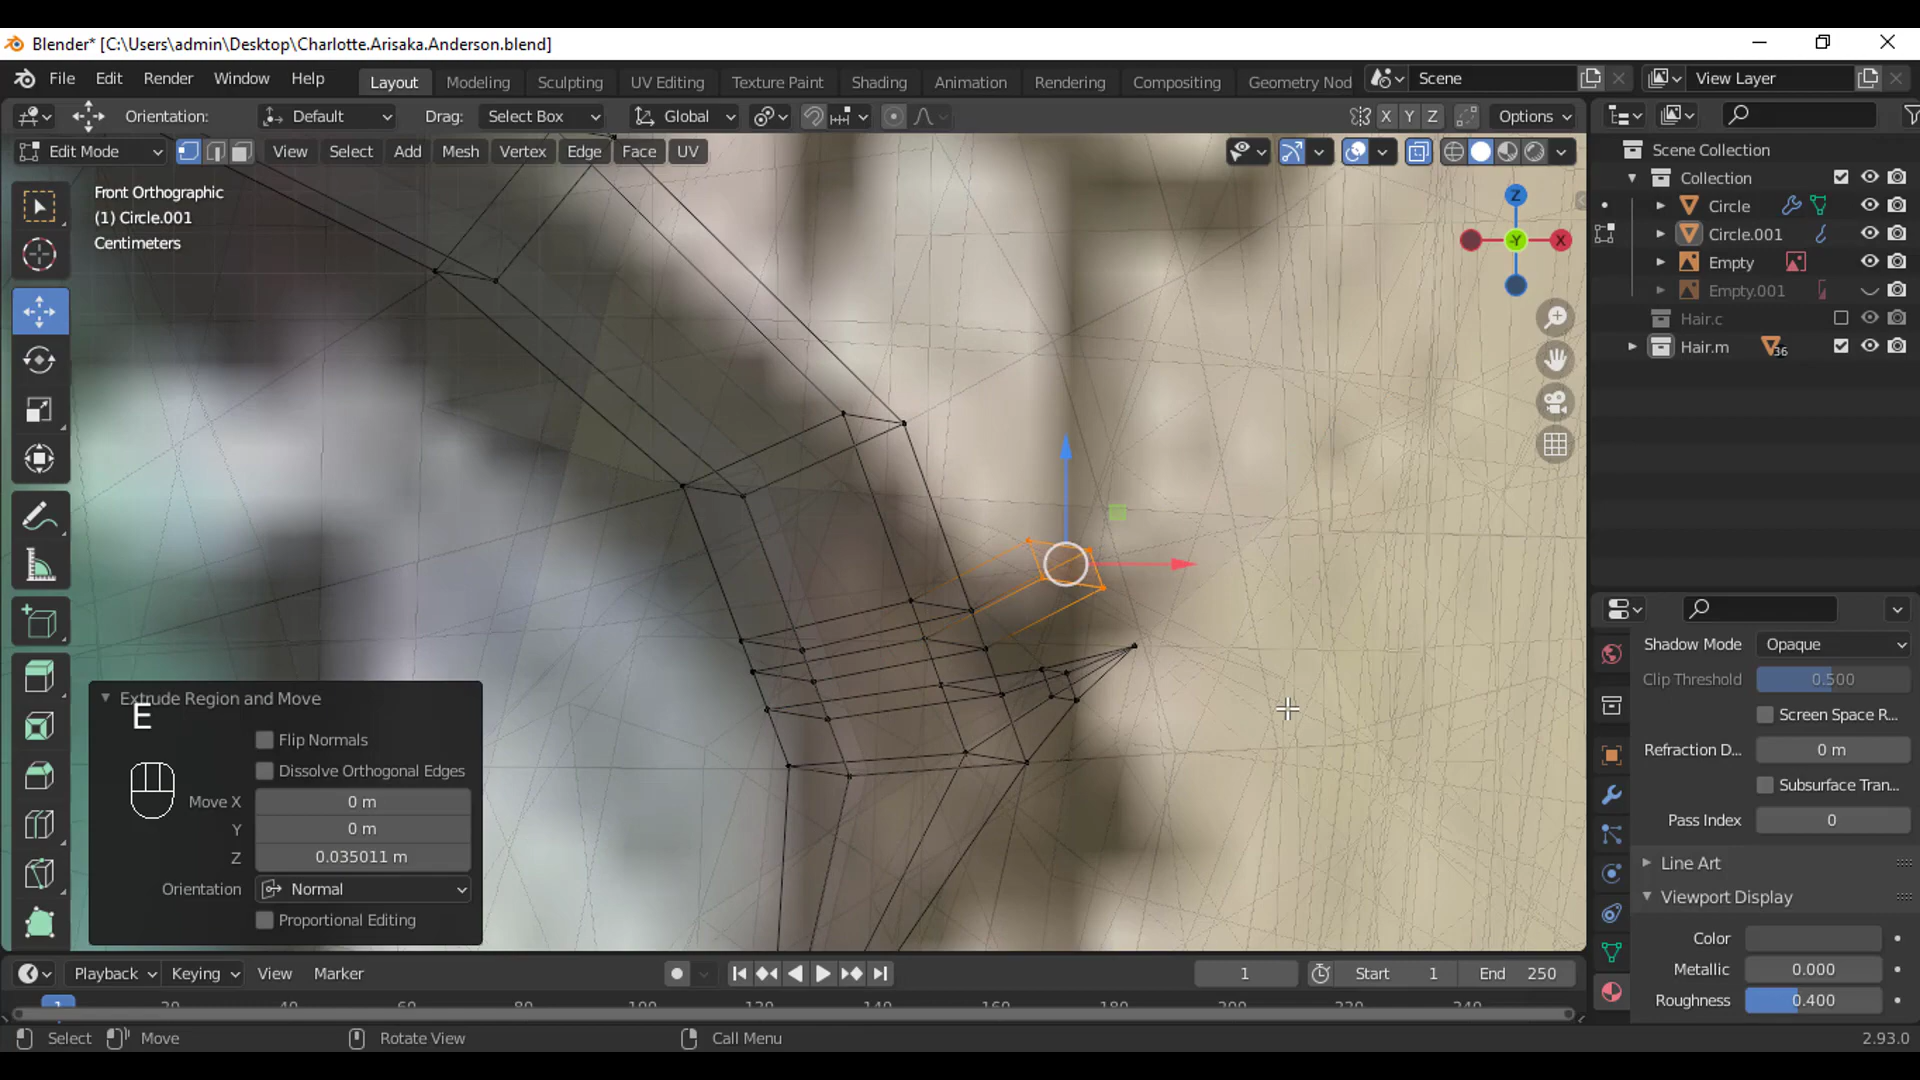 Blender* [C:\Users\admin\Desktop\Charlotte.Arisaka.Anderson.blend]
File Edit Render Window Help Layout Modeling Sculpting UV Editing Texture Paint Shading Animation Rendering Compositing Geometry Nod Scene View Layer
Orientation: Default Drag: Select Box Global X Y Z Options
Edit Mode View Select Add Mesh Vertex Edge Face UV
Front Orthographic
(1) Circle.001
Centimeters
Z
-Y
X
Scene Collection
Collection
Circle
Circle.001
Empty
Empty.001
Hair.c
Hair.m 36
Extrude Region and Move
E
Flip Normals
Dissolve Orthogonal Edges
Move X 0 m
Y 0 m
Z 0.035011 m
Orientation Normal
Proportional Editing
Shadow Mode Opaque
Clip Threshold 0.500
Screen Space R...
Refraction D... 0 m
Subsurface Tran...
Pass Index 0
Line Art
Viewport Display
Color
Metallic 0.000
Roughness 0.400
Playback Keying View Marker 1 Start 1 End 250
Select Move Rotate View Call Menu 2.93.0